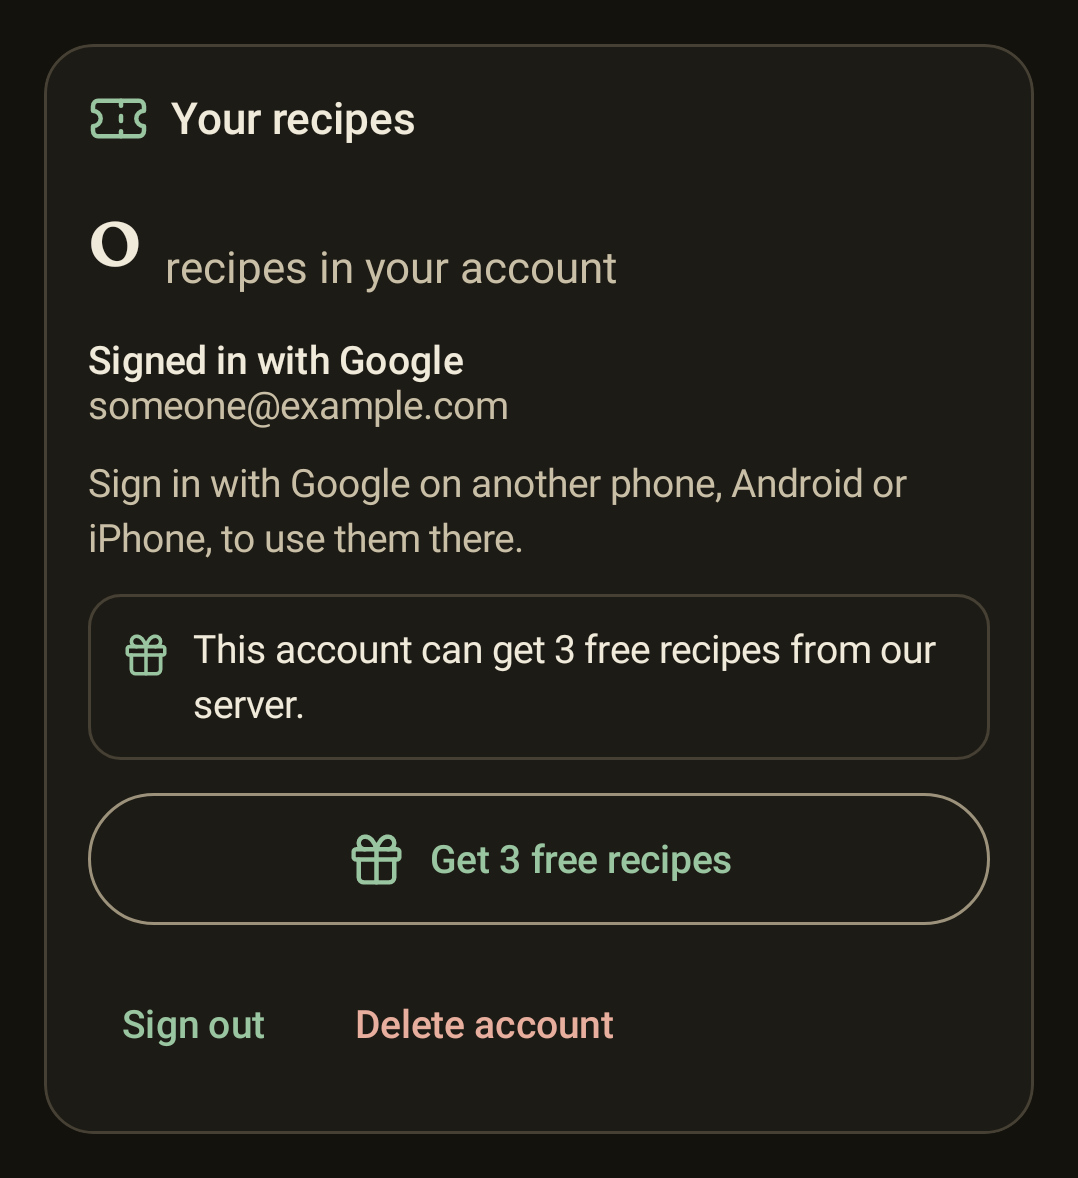 Your recipes
0 recipes in your account
Signed in with Google
someone@example.com
Sign in with Google on another phone, Android or
iPhone, to use them there.
This account can get 3 free recipes from our
server.
Get 3 free recipes
Sign out Delete account